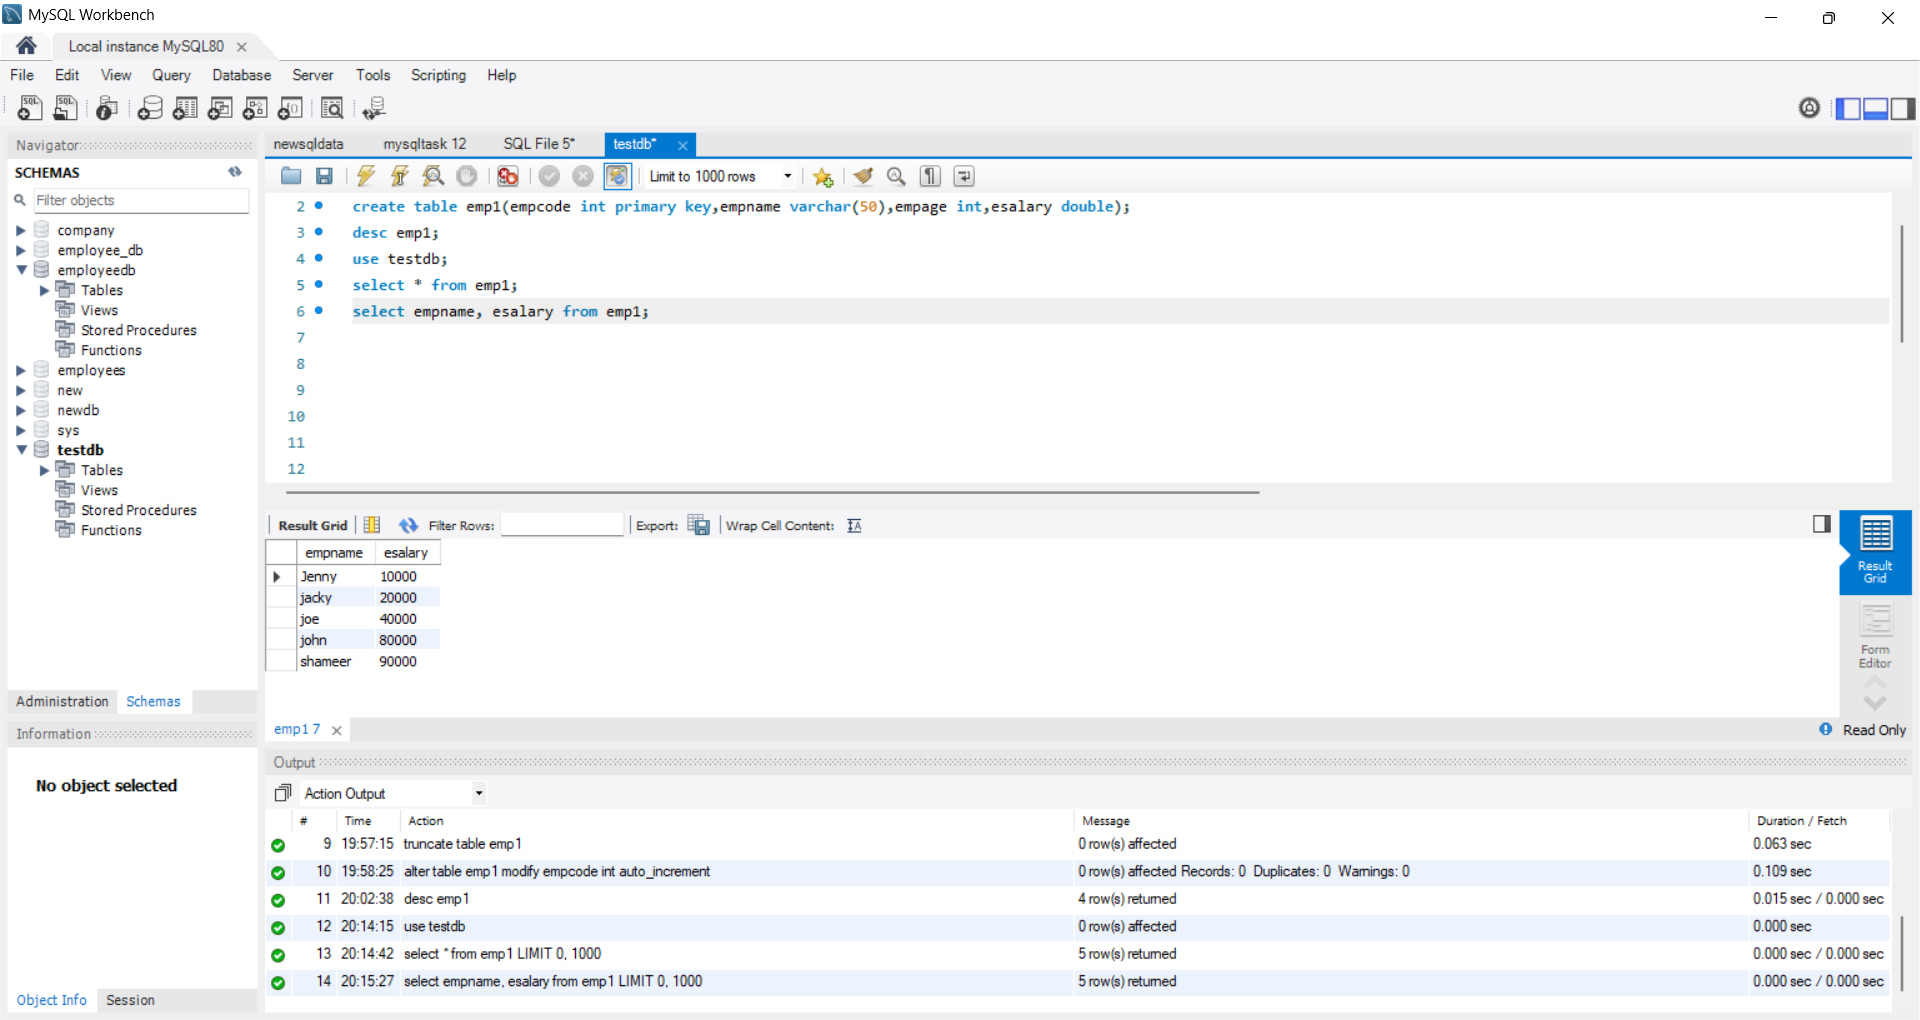 MySQL Workbench
Local instance MySQL80
File Edit View Query Database Server Tools Scripting Help
Navigator
SCHEMAS
Filter objects
company
employee_db
employeedb
Tables
Views
Stored Procedures
Functions
employees
new
newdb
sys
testdb
Tables
Views
Stored Procedures
Functions
Administration Schemas
Information
No object selected
Object Info Session
newsqldata mysqltask 12 SQL File 5* testdb*
Limit to 1000 rows
2 create table emp1(empcode int primary key,empname varchar(50),empage int,esalary double);
3 desc emp1;
4 use testdb;
5 select * from emp1;
6 select empname, esalary from emp1;
7
8
9
10
11
12
Result Grid Filter Rows: Export: Wrap Cell Content:
empname esalary
Jenny 10000
jacky 20000
joe 40000
john 80000
shameer 90000
Result
Grid
Form
Editor
emp1 7
Read Only
Output
Action Output
# Time Action Message Duration / Fetch
9 19:57:15 truncate table emp1 0 row(s) affected 0.063 sec
10 19:58:25 alter table emp1 modify empcode int auto_increment 0 row(s) affected Records: 0 Duplicates: 0 Warnings: 0 0.109 sec
11 20:02:38 desc emp1 4 row(s) returned 0.015 sec / 0.000 sec
12 20:14:15 use testdb 0 row(s) affected 0.000 sec
13 20:14:42 select * from emp1 LIMIT 0, 1000 5 row(s) returned 0.000 sec / 0.000 sec
14 20:15:27 select empname, esalary from emp1 LIMIT 0, 1000 5 row(s) returned 0.000 sec / 0.000 sec